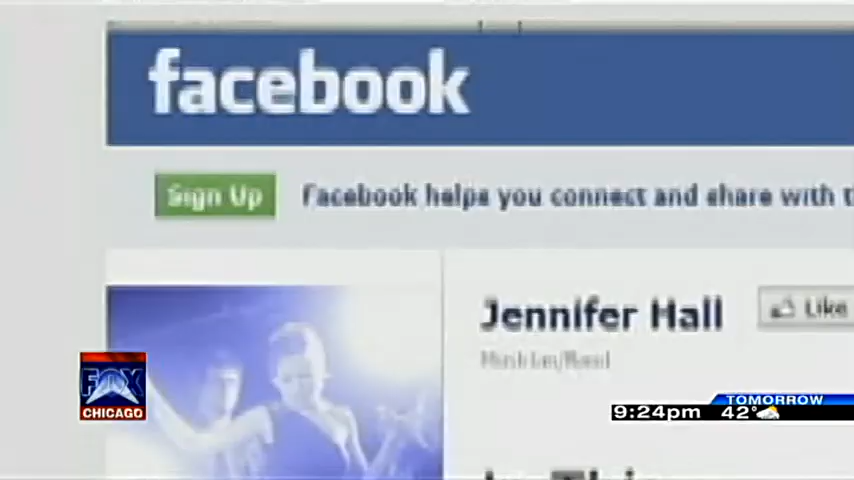 facebook
Sign Up
Facebook helps you connect and share with t
Jennifer Hall
Like
Musician/Band
FOX
CHICAGO
TOMORROW
9:24pm 42°